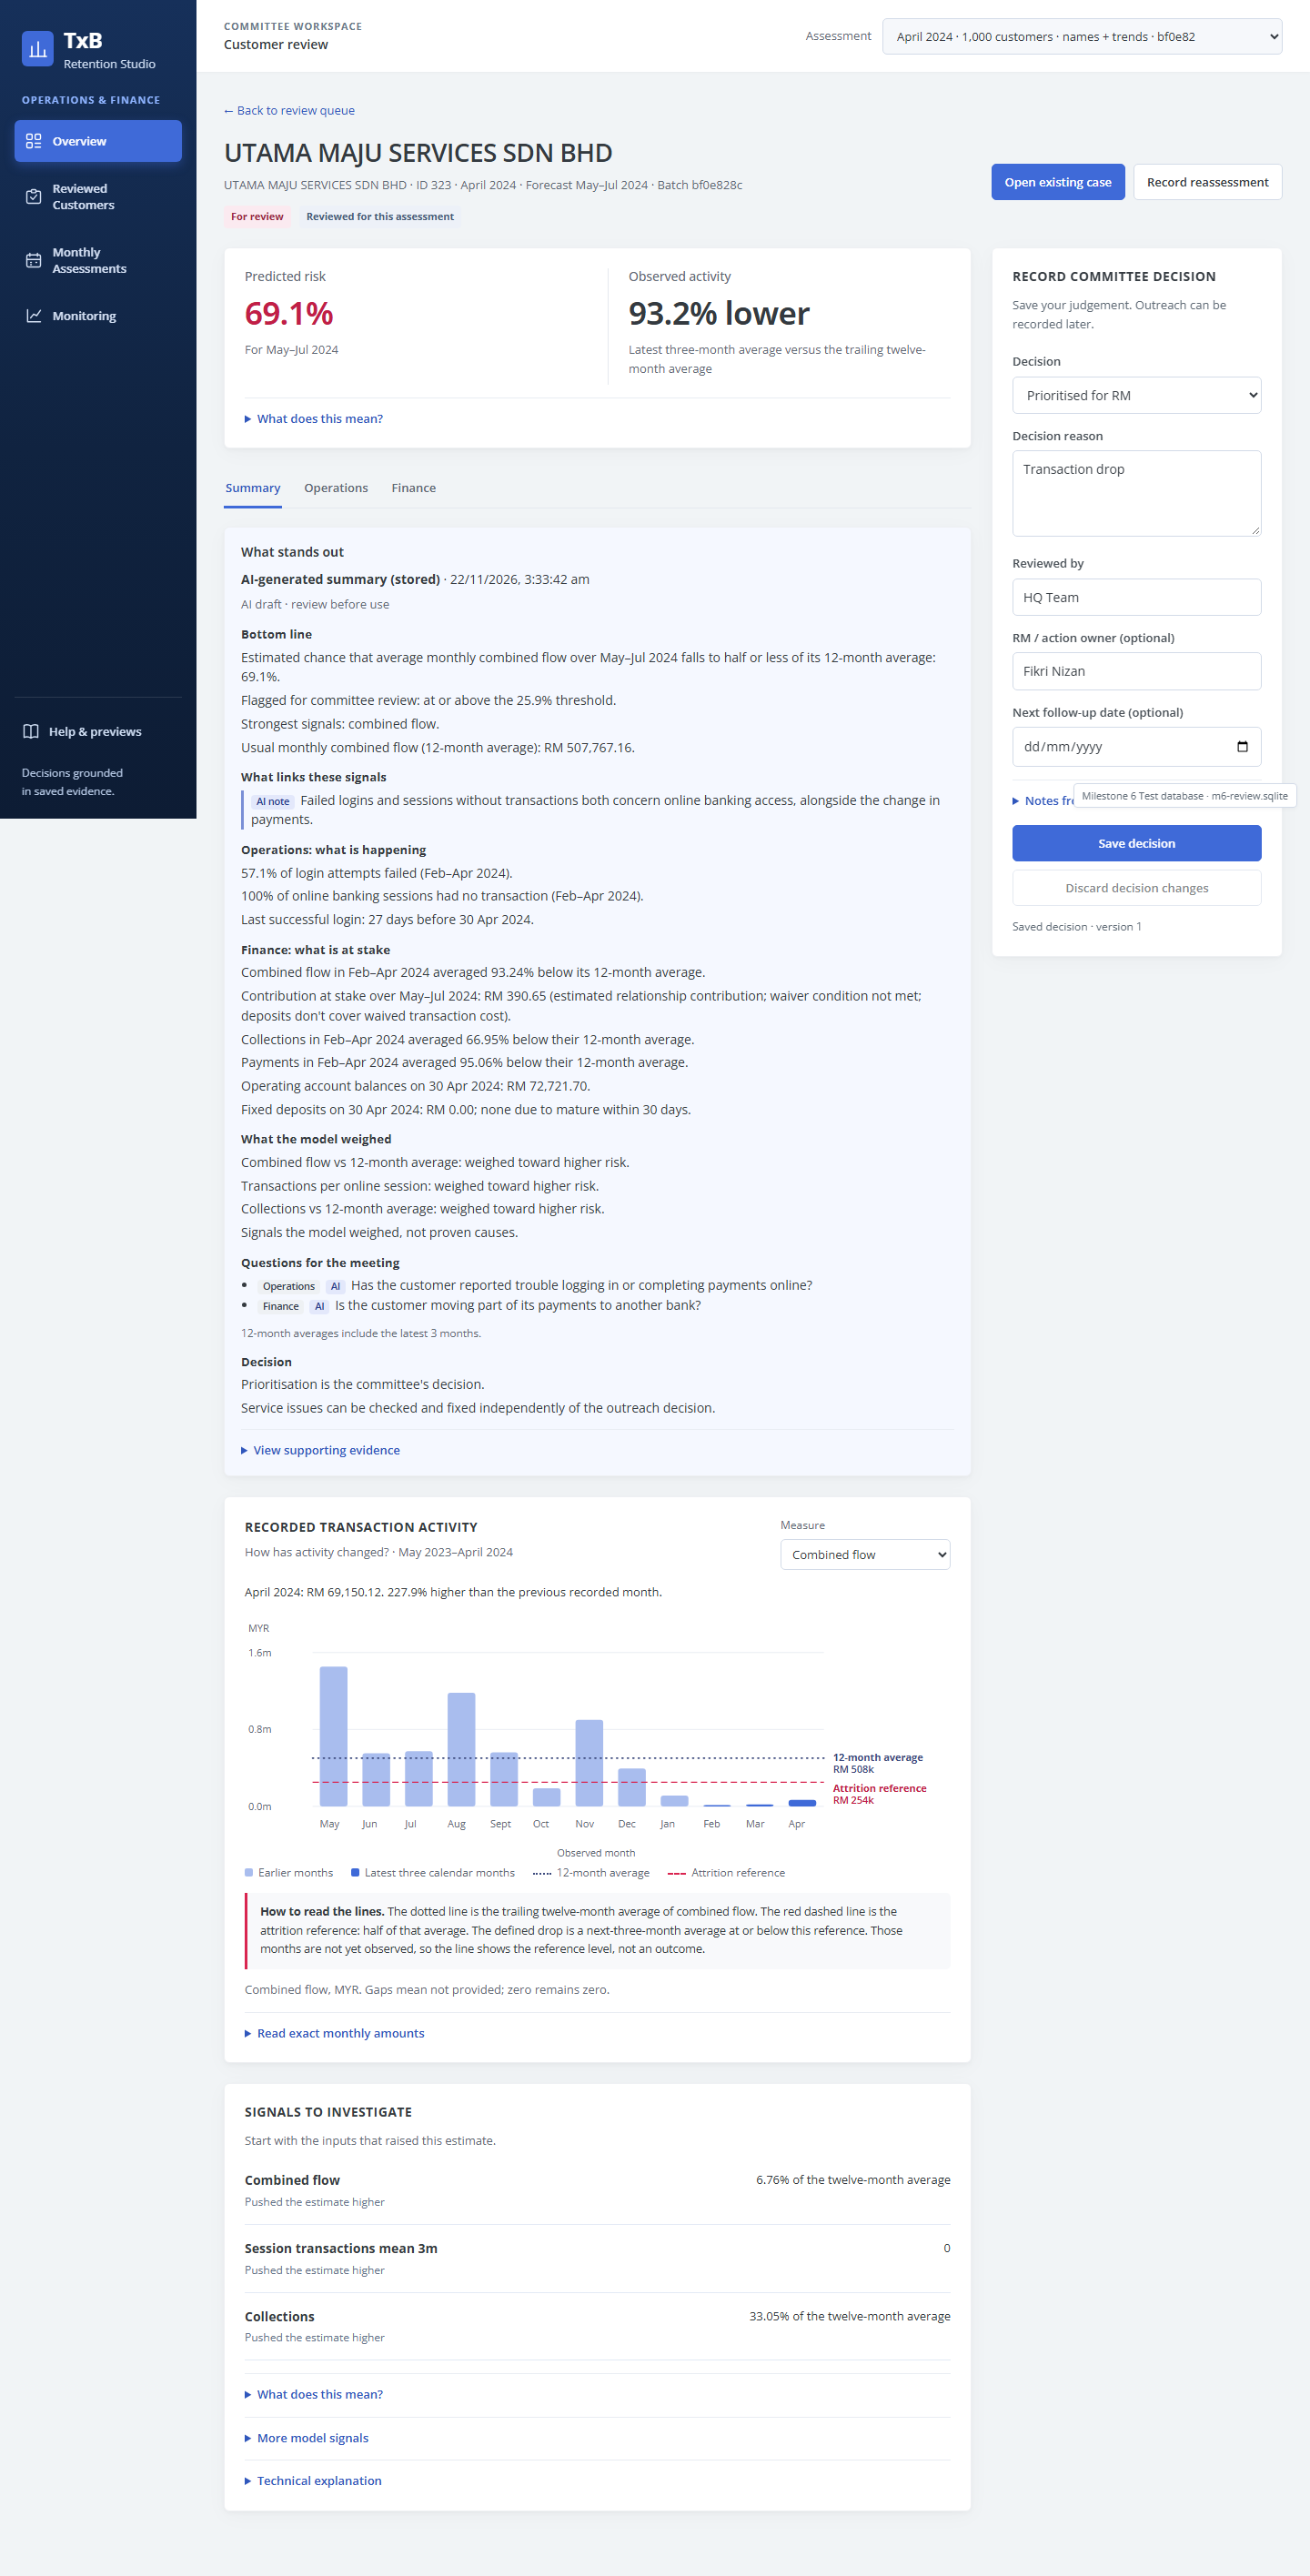 TxB
Retention Studio
OPERATIONS & FINANCE
Overview
Reviewed
Customers
Monthly
Assessments
Monitoring
Help & previews
Decisions grounded
in saved evidence.
COMMITTEE WORKSPACE
Customer review
Assessment
April 2024 · 1,000 customers · names + trends · bf0e82
← Back to review queue
UTAMA MAJU SERVICES SDN BHD
UTAMA MAJU SERVICES SDN BHD · ID 323 · April 2024 · Forecast May–Jul 2024 · Batch bf0e828c
For review
Reviewed for this assessment
Open existing case
Record reassessment
Predicted risk
69.1%
For May–Jul 2024
Observed activity
93.2% lower
Latest three-month average versus the trailing twelve-
month average
What does this mean?
Summary
Operations
Finance
What stands out
AI-generated summary (stored) · 22/11/2026, 3:33:42 am
AI draft · review before use
Bottom line
Estimated chance that average monthly combined flow over May–Jul 2024 falls to half or less of its 12-month average:
69.1%.
Flagged for committee review: at or above the 25.9% threshold.
Strongest signals: combined flow.
Usual monthly combined flow (12-month average): RM 507,767.16.
What links these signals
AI note Failed logins and sessions without transactions both concern online banking access, alongside the change in
payments.
Operations: what is happening
57.1% of login attempts failed (Feb–Apr 2024).
100% of online banking sessions had no transaction (Feb–Apr 2024).
Last successful login: 27 days before 30 Apr 2024.
Finance: what is at stake
Combined flow in Feb–Apr 2024 averaged 93.24% below its 12-month average.
Contribution at stake over May–Jul 2024: RM 390.65 (estimated relationship contribution; waiver condition not met;
deposits don't cover waived transaction cost).
Collections in Feb–Apr 2024 averaged 66.95% below their 12-month average.
Payments in Feb–Apr 2024 averaged 95.06% below their 12-month average.
Operating account balances on 30 Apr 2024: RM 72,721.70.
Fixed deposits on 30 Apr 2024: RM 0.00; none due to mature within 30 days.
What the model weighed
Combined flow vs 12-month average: weighed toward higher risk.
Transactions per online session: weighed toward higher risk.
Collections vs 12-month average: weighed toward higher risk.
Signals the model weighed, not proven causes.
Questions for the meeting
Operations AI Has the customer reported trouble logging in or completing payments online?
Finance AI Is the customer moving part of its payments to another bank?
12-month averages include the latest 3 months.
Decision
Prioritisation is the committee's decision.
Service issues can be checked and fixed independently of the outreach decision.
View supporting evidence
RECORD COMMITTEE DECISION
Save your judgement. Outreach can be
recorded later.
Decision
Prioritised for RM
Decision reason
Transaction drop
Reviewed by
HQ Team
RM / action owner (optional)
Fikri Nizan
Next follow-up date (optional)
dd/mm/yyyy
Notes
Milestone 6 Test database · m6-review.sqlite
Save decision
Discard decision changes
Saved decision · version 1
RECORDED TRANSACTION ACTIVITY
How has activity changed? · May 2023–April 2024
Measure
Combined flow
April 2024: RM 69,150.12. 227.9% higher than the previous recorded month.
MYR
1.6m
0.8m
0.0m
12-month average
RM 508k
Attrition reference
RM 254k
May Jun Jul Aug Sept Oct Nov Dec Jan Feb Mar Apr
Observed month
Earlier months Latest three calendar months 12-month average Attrition reference
How to read the lines. The dotted line is the trailing twelve-month average of combined flow. The red dashed line is the
attrition reference: half of that average. The defined drop is a next-three-month average at or below this reference. Those
months are not yet observed, so the line shows the reference level, not an outcome.
Combined flow, MYR. Gaps mean not provided; zero remains zero.
Read exact monthly amounts
SIGNALS TO INVESTIGATE
Start with the inputs that raised this estimate.
Combined flow
6.76% of the twelve-month average
Pushed the estimate higher
Session transactions mean 3m
0
Pushed the estimate higher
Collections
33.05% of the twelve-month average
Pushed the estimate higher
What does this mean?
More model signals
Technical explanation